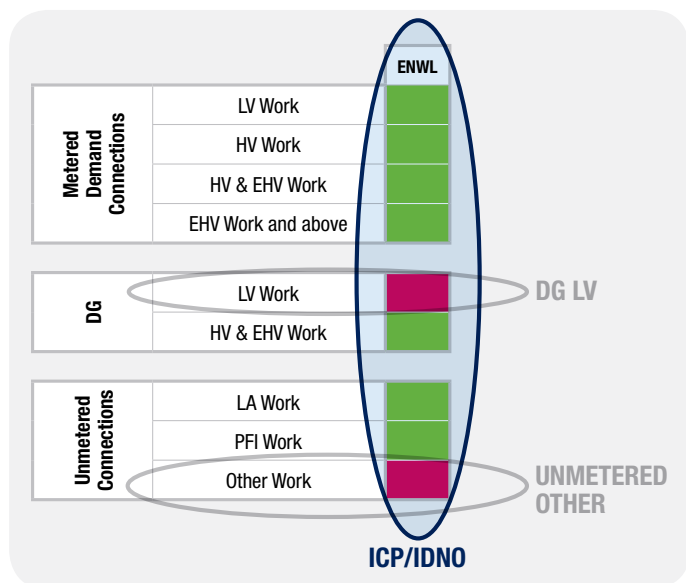 ENWL
Metered
Demand
Connections
LV Work
HV Work
HV & EHV Work
EHV Work and above
DG
LV Work
HV & EHV Work
DG LV
Unmetered
Connections
LA Work
PFI Work
Other Work
UNMETERED
OTHER
ICP/IDNO